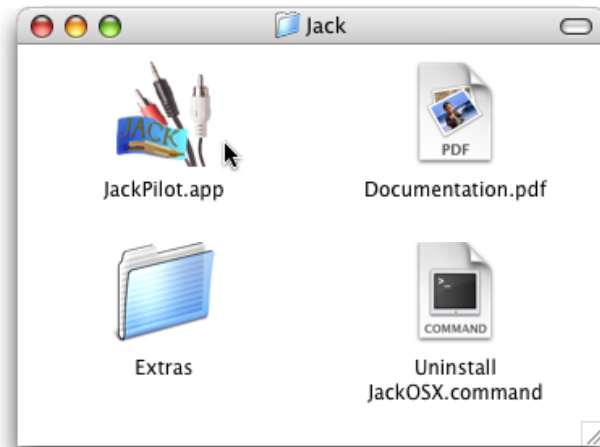 Jack
JACK
JackPilot.app
PDF
Documentation.pdf
Extras
COMMAND
Uninstall
JackOSX.command